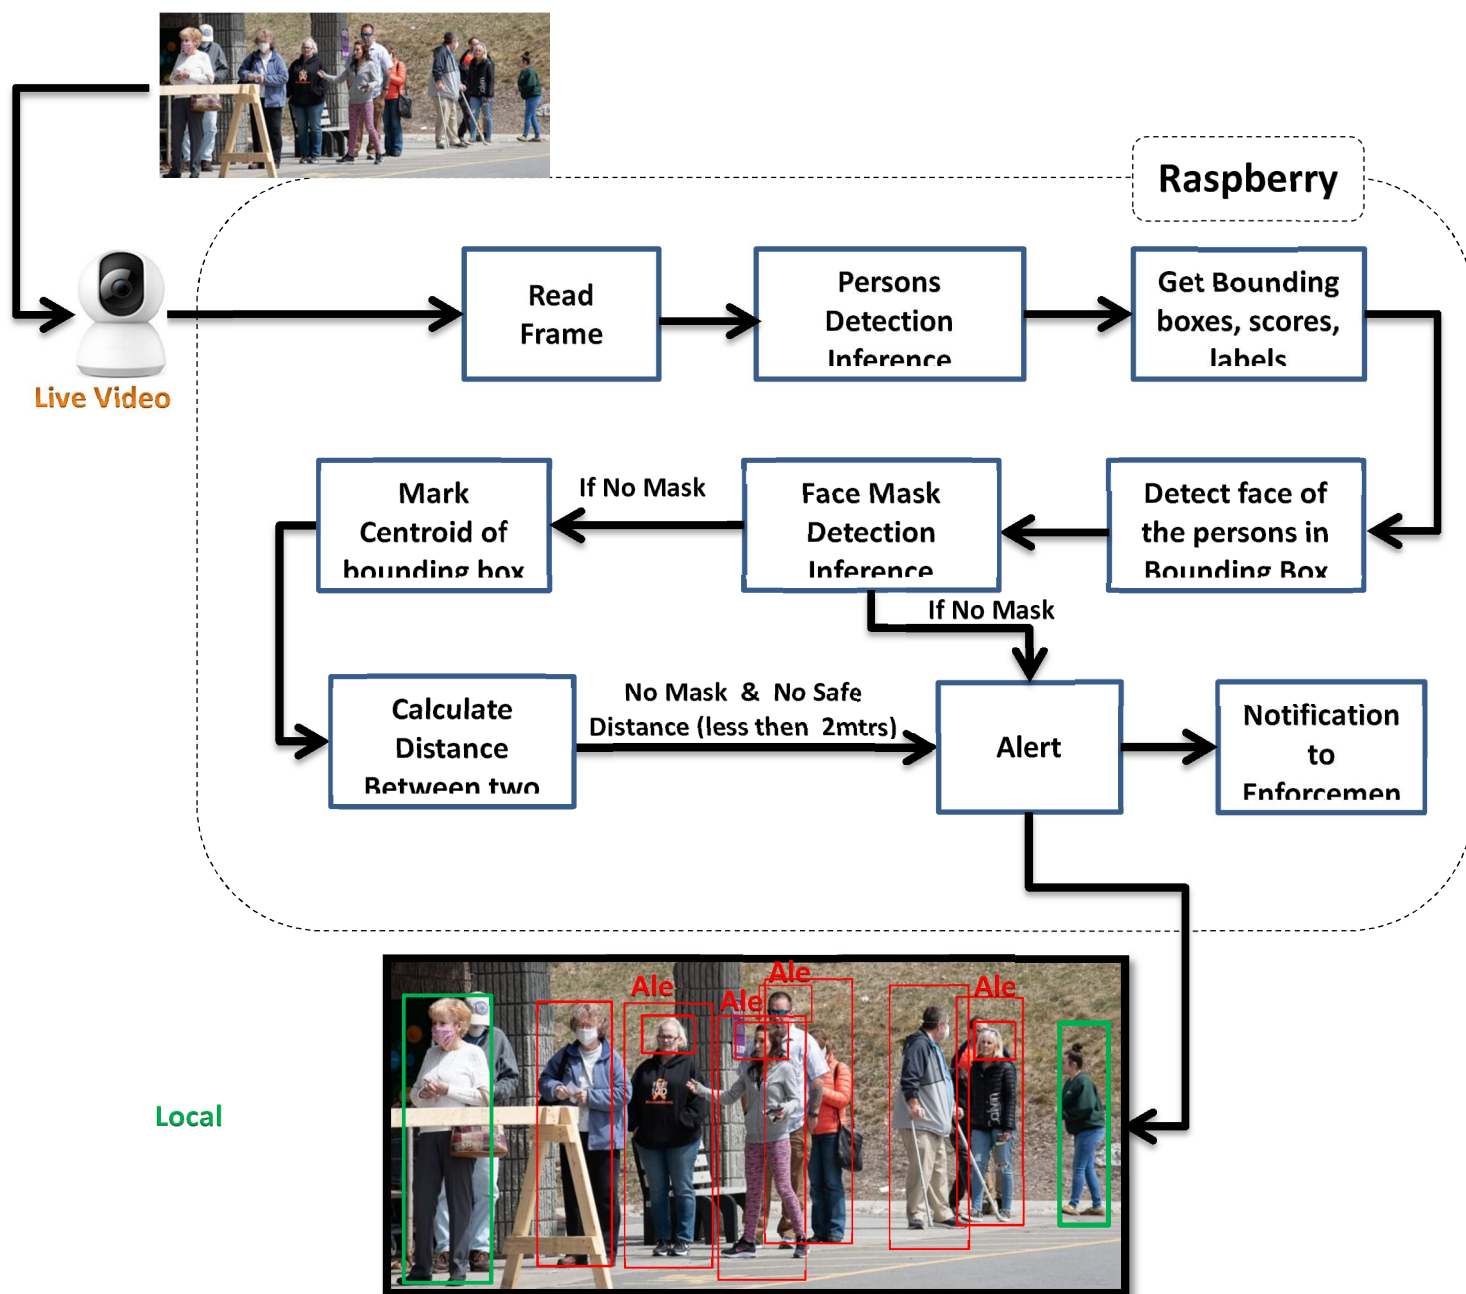 Raspberry
Read
Frame
Persons
Detection
Inference
Get Bounding
boxes, scores,
labels
Live Video
Mark
Centroid of
bounding box
If No Mask
Face Mask
Detection
Inference
Detect face of
the persons in
Bounding Box
If No Mask
Calculate
Distance
Between two
No Mask & No Safe
Distance (less then 2mtrs)
Alert
Notification
to
Enforcemen
Ale
Ale
Ale
Ale
Local